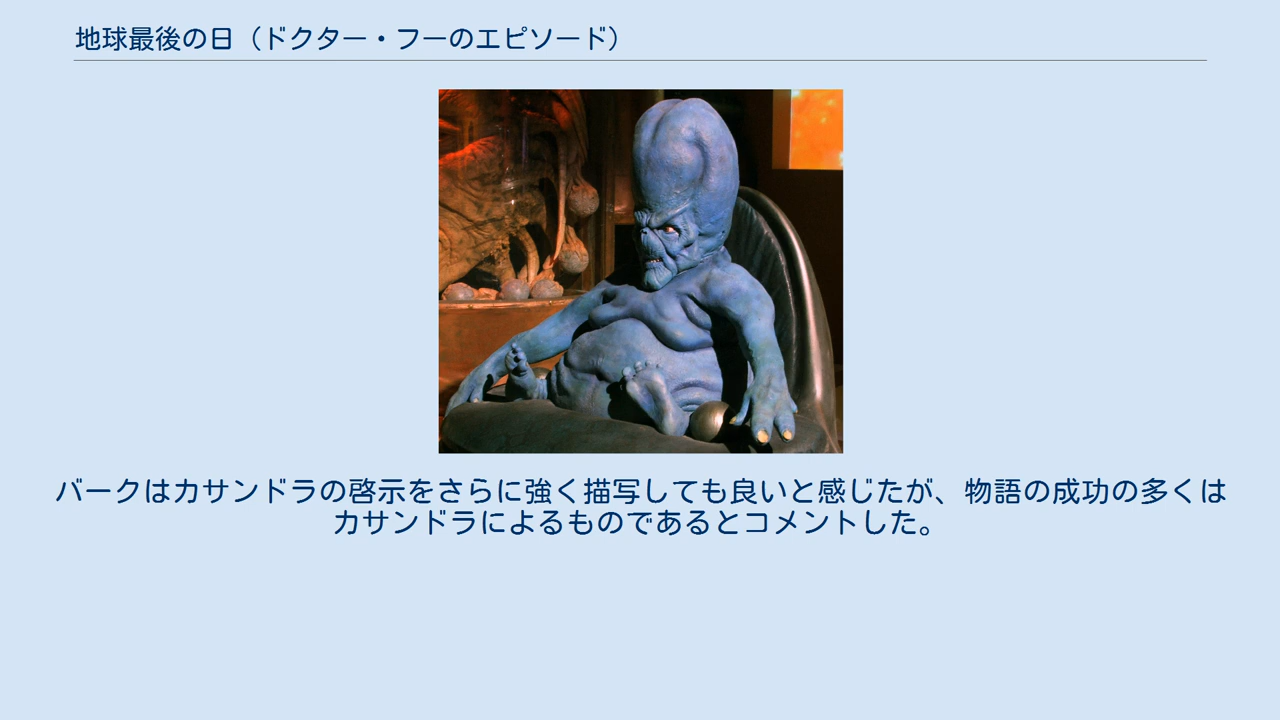 地球最後の日（ドクター・フーのエピソード）
バークはカサンドラの啓示をさらに強く描写しても良いと感じたが、物語の成功の多くは
カサンドラによるものであるとコメントした。